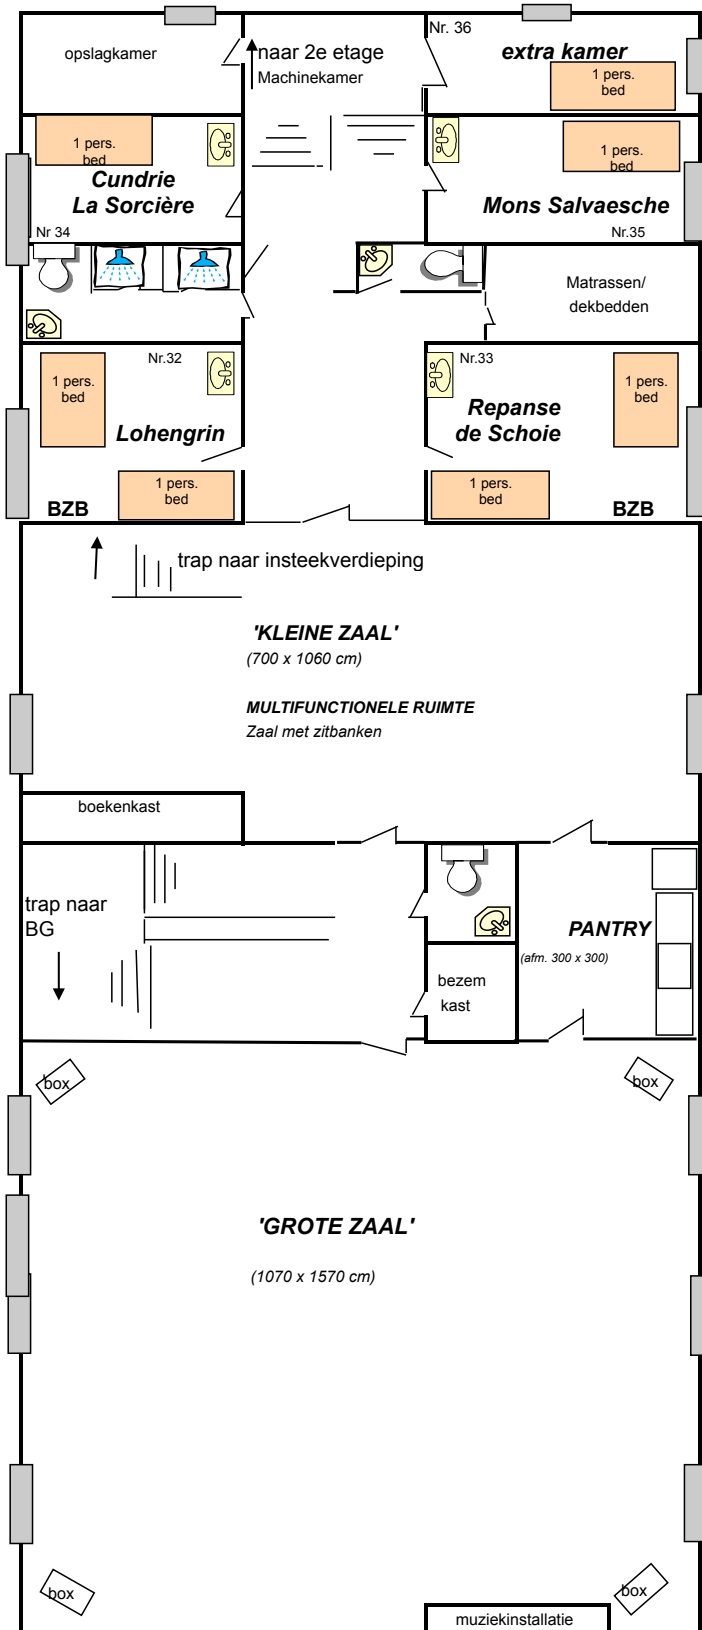 Nr. 36
opslagkamer
naar 2e etage
Machinekamer
extra kamer
1 pers.
bed
1 pers.
bed
Cundrie
La Sorcière
Nr 34
1 pers.
bed
Mons Salvaesche
Nr.35
Matrassen/
dekbedden
Nr.32
1 pers.
bed
Lohengrin
1 pers.
bed
BZB
Nr.33
1 pers.
bed
Repanse
de Schoie
1 pers.
bed
BZB
trap naar insteekverdieping
'KLEINE ZAAL'
(700 x 1060 cm)
MULTIFUNCTIONELE RUIMTE
Zaal met zitbanken
boekenkast
trap naar
BG
PANTRY
(afm. 300 x 300)
bezem
kast
box
box
'GROTE ZAAL'
(1070 x 1570 cm)
box
box
muziekinstallatie